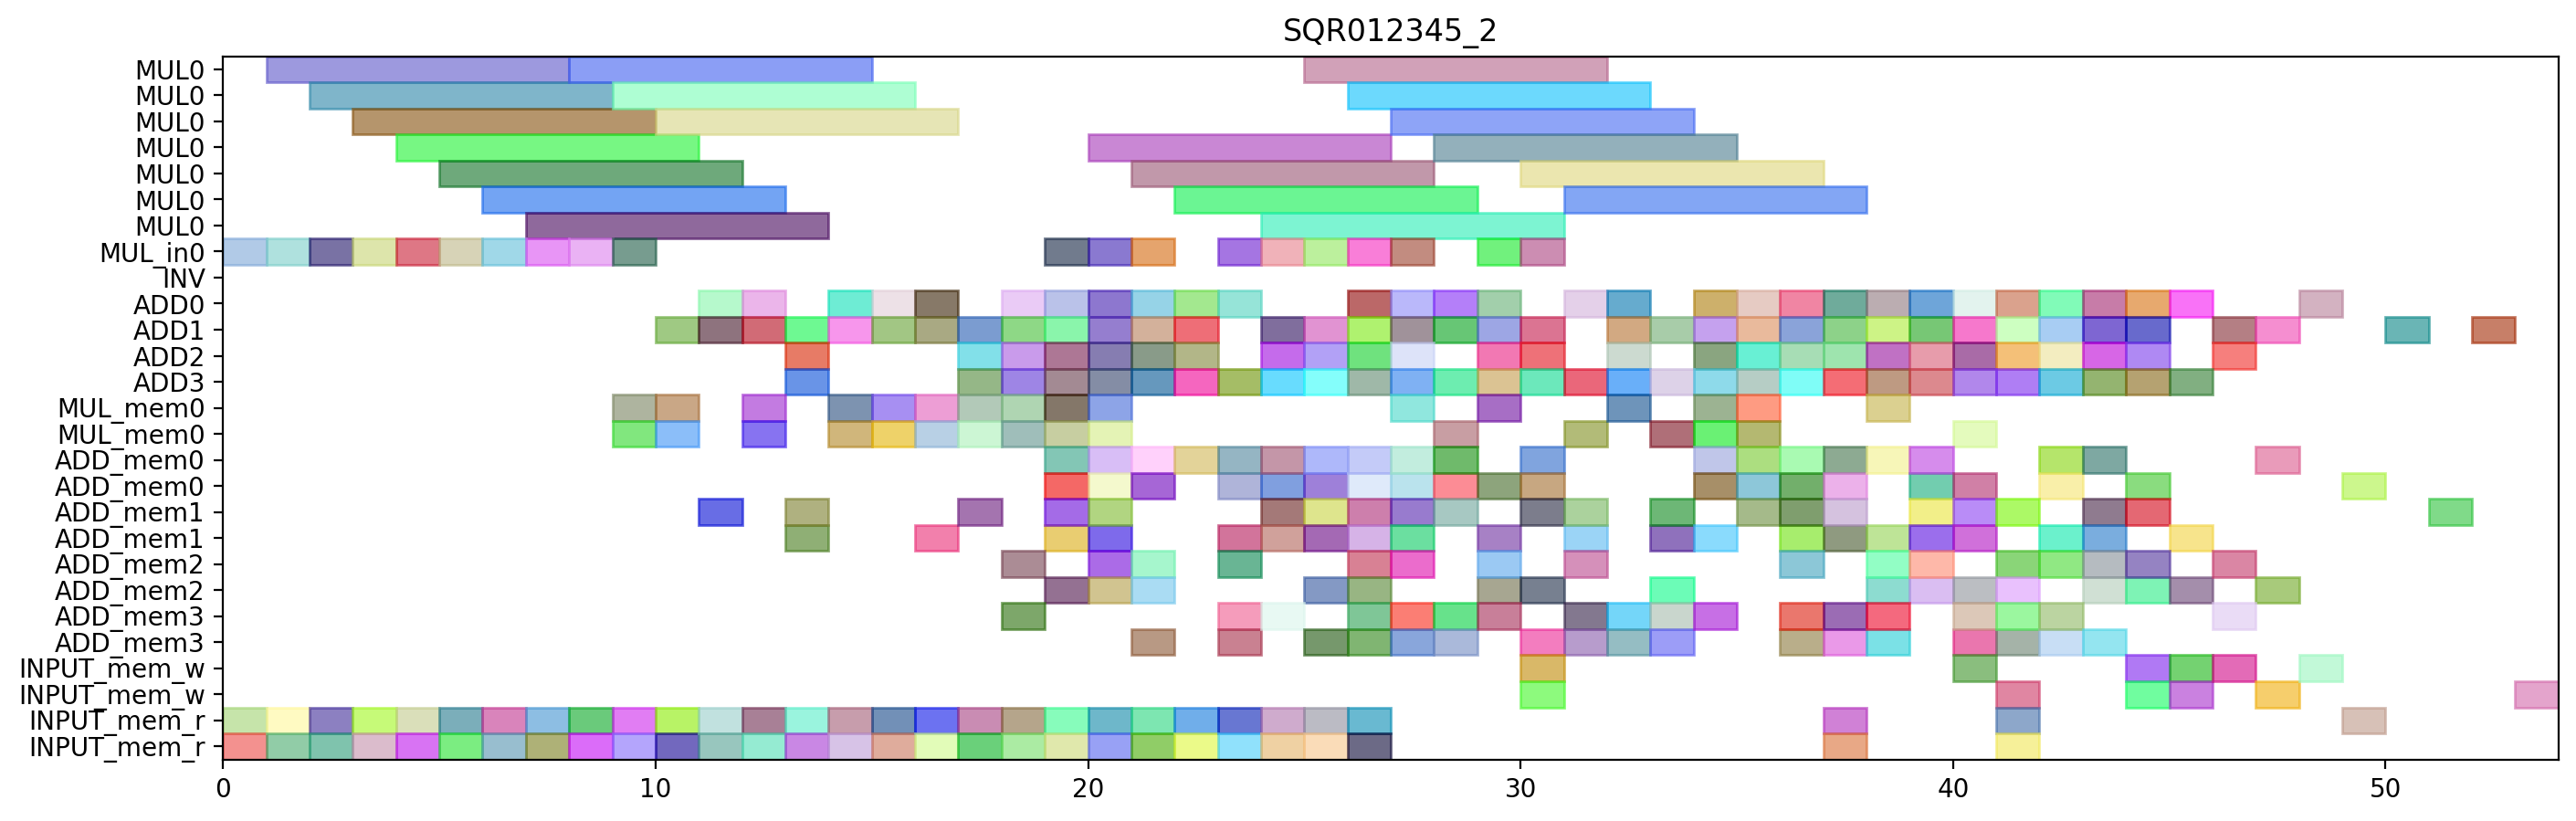 SQR012345_2
MUL0
MUL0
MUL0
MUL0
MUL0
MUL0
MUL0
MUL_in0
INV
ADD0
ADD1
ADD2
ADD3
MUL_mem0
MUL_mem0
ADD_mem0
ADD_mem0
ADD_mem1
ADD_mem1
ADD_mem2
ADD_mem2
ADD_mem3
ADD_mem3
INPUT_mem_w
INPUT_mem_w
INPUT_mem_r
INPUT_mem_r
0 10 20 30 40 50